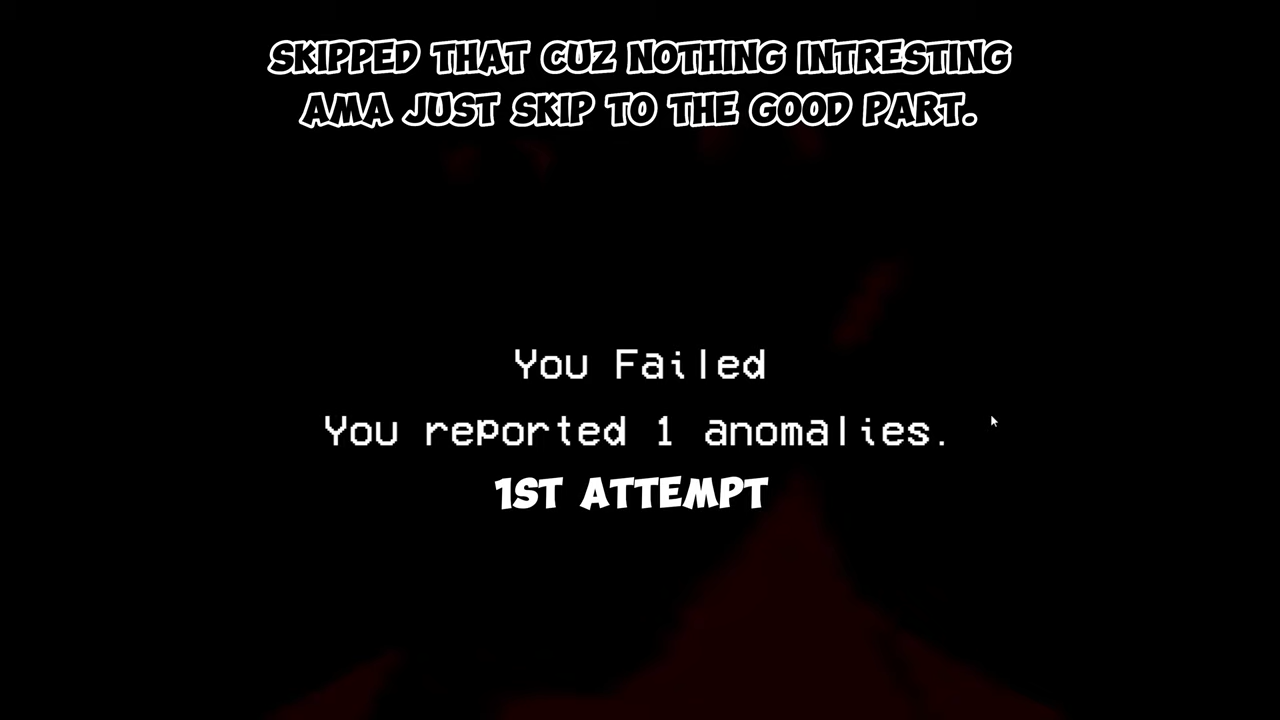 SKIPPED THAT CUZ NOTHING INTRESTING
AMA JUST SKIP TO THE GOOD PART.
You Failed
You reported 1 anomalies.
1ST ATTEMPT